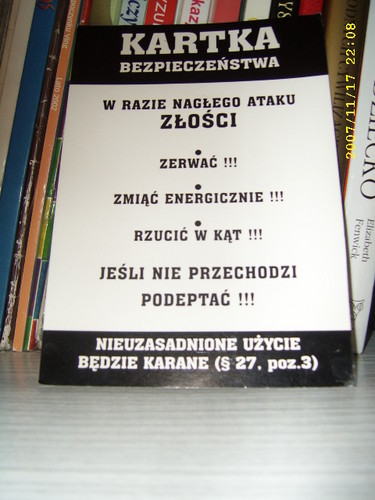 KARTKA
BEZPIECZEŃSTWA
W RAZIE NAGŁEGO ATAKU
ZŁOŚCI
• ZERWAĆ !!!
• ZMIĄĆ ENERGICZNIE !!!
• RZUCIĆ W KĄT !!!
JEŚLI NIE PRZECHODZI
PODEPTAĆ !!!
NIEUZASADNIONE UŻYCIE
BĘDZIE KARANE (§ 27, poz.3)
2007/11/17 22:08
DZIECKO
Elizabeth
Fenwick